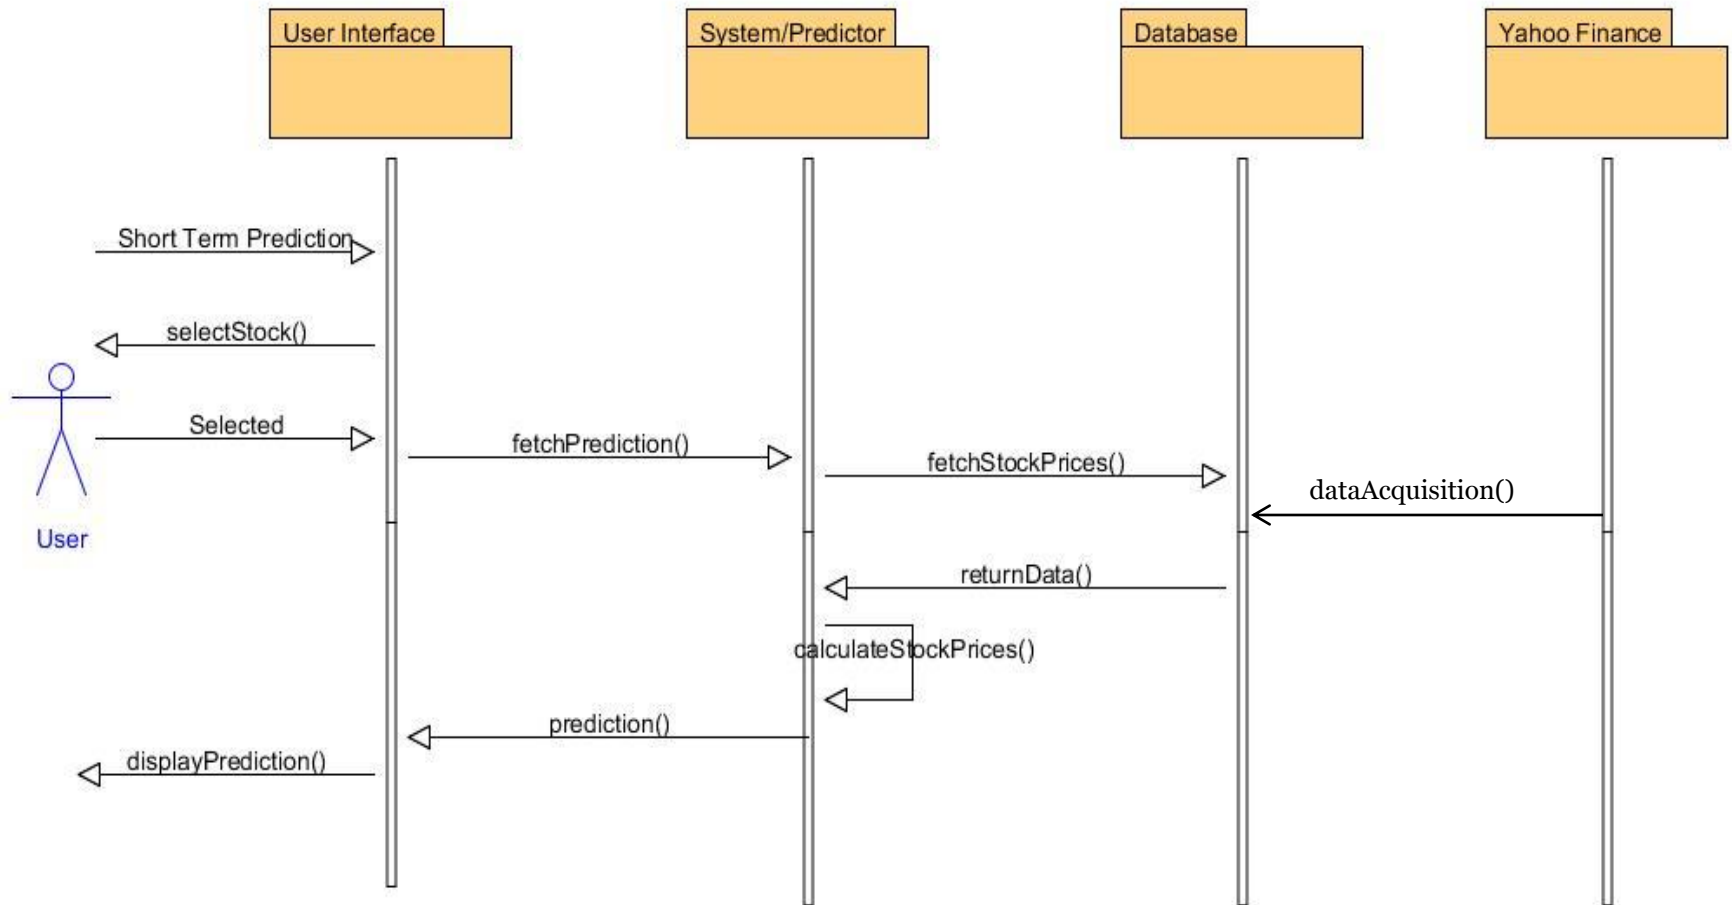 User Interface
System/Predictor
Database
Yahoo Finance
Short Term Prediction
selectStock()
Selected
fetchPrediction()
fetchStockPrices()
dataAcquisition()
User
returnData()
calculateStockPrices()
prediction()
displayPrediction()